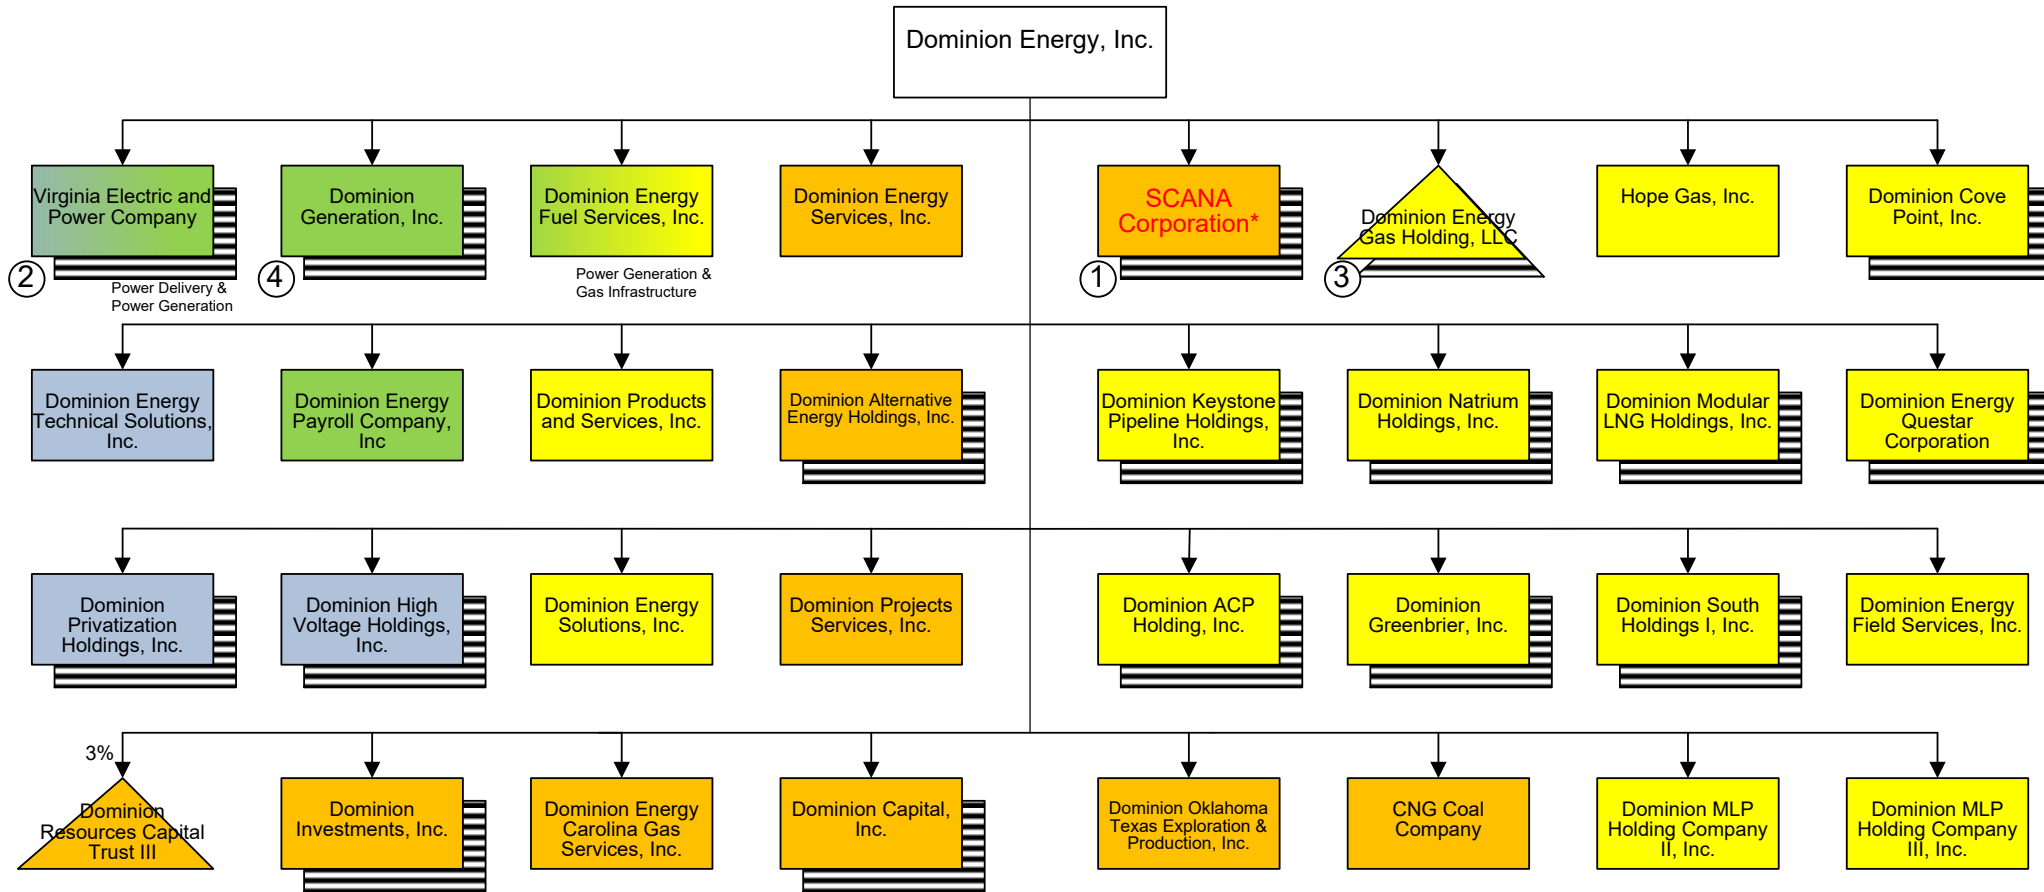 Dominion Energy, Inc.
Virginia Electric and
Power Company
2
Power Delivery &
Power Generation
Dominion
Generation, Inc.
4
Dominion Energy
Fuel Services, Inc.
Power Generation &
Gas Infrastructure
Dominion Energy
Services, Inc.
SCANA
Corporation*
1
Dominion Energy
Gas Holding, LLC
3
Hope Gas, Inc.
Dominion Cove
Point, Inc.
Dominion Energy
Technical Solutions,
Inc.
Dominion Energy
Payroll Company,
Inc
Dominion Products
and Services, Inc.
Dominion Alternative
Energy Holdings, Inc.
Dominion Keystone
Pipeline Holdings,
Inc.
Dominion Natrium
Holdings, Inc.
Dominion Modular
LNG Holdings, Inc.
Dominion Energy
Questar
Corporation
Dominion
Privatization
Holdings, Inc.
Dominion High
Voltage Holdings,
Inc.
Dominion Energy
Solutions, Inc.
Dominion Projects
Services, Inc.
Dominion ACP
Holding, Inc.
Dominion
Greenbrier, Inc.
Dominion South
Holdings I, Inc.
Dominion Energy
Field Services, Inc.
3%
Dominion
Resources Capital
Trust III
Dominion
Investments, Inc.
Dominion Energy
Carolina Gas
Services, Inc.
Dominion Capital,
Inc.
Dominion Oklahoma
Texas Exploration &
Production, Inc.
CNG Coal
Company
Dominion MLP
Holding Company
II, Inc.
Dominion MLP
Holding Company
III, Inc.